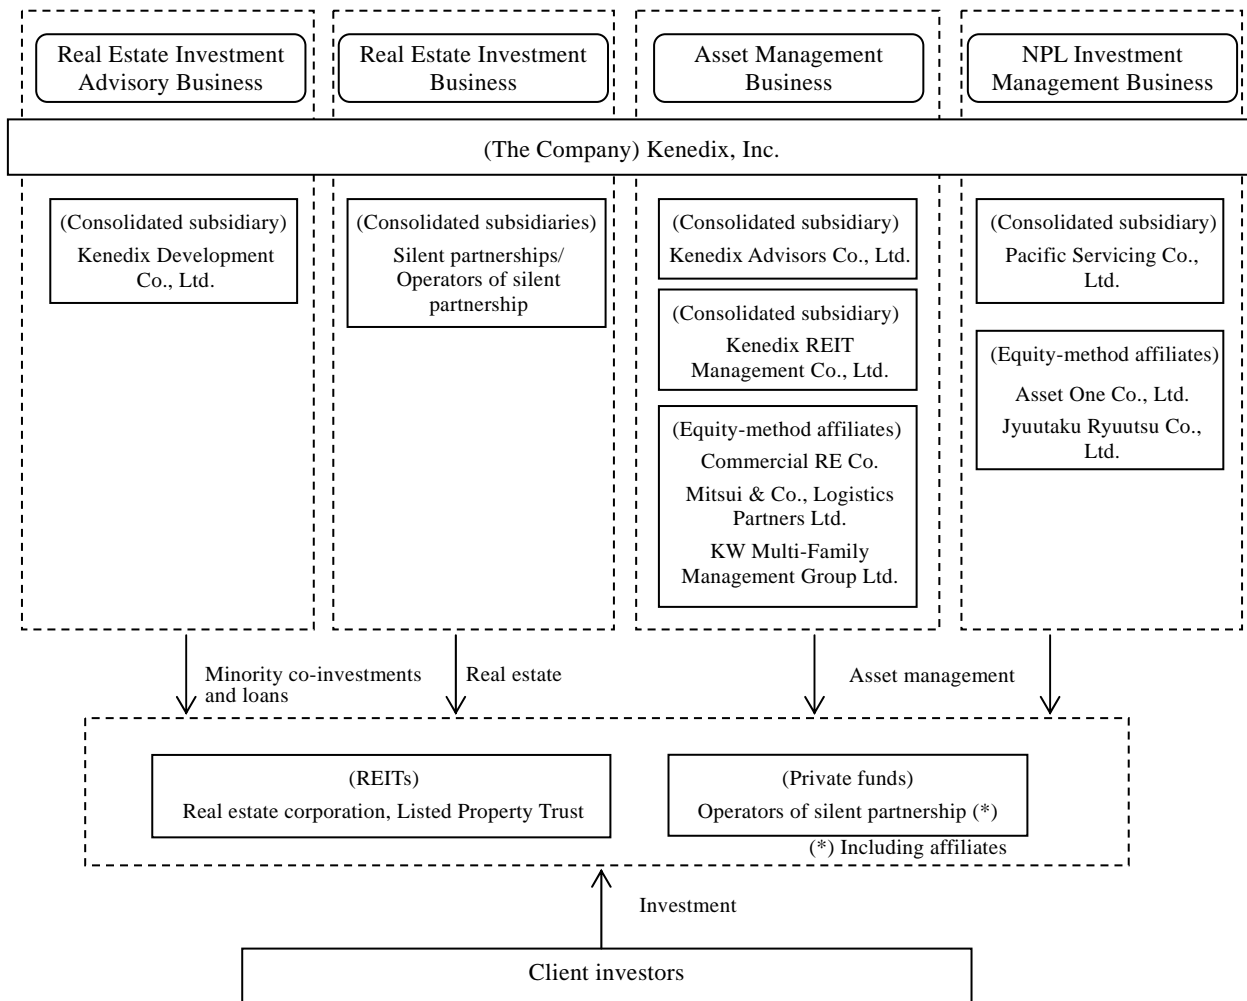 Real Estate Investment
Advisory Business
Real Estate Investment
Business
Asset Management
Business
NPL Investment
Management Business
(The Company) Kenedix, Inc.
(Consolidated subsidiary)
Kenedix Development
Co., Ltd.
(Consolidated subsidiaries)
Silent partnerships/
Operators of silent
partnership
(Consolidated subsidiary)
Kenedix Advisors Co., Ltd.
(Consolidated subsidiary)
Kenedix REIT
Management Co., Ltd.
(Equity-method affiliates)
Commercial RE Co.
Mitsui & Co., Logistics
Partners Ltd.
KW Multi-Family
Management Group Ltd.
(Consolidated subsidiary)
Pacific Servicing Co.,
Ltd.
(Equity-method affiliates)
Asset One Co., Ltd.
Jyuutaku Ryuutsu Co.,
Ltd.
Minority co-investments
and loans
Real estate
Asset management
(REITs)
Real estate corporation, Listed Property Trust
(Private funds)
Operators of silent partnership (*)
(*) Including affiliates
Investment
Client investors